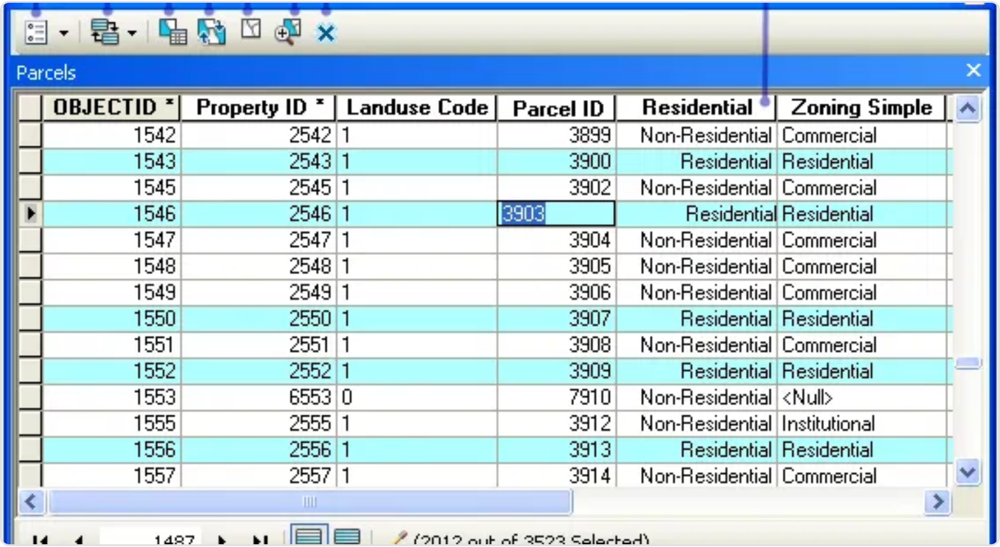 Parcels
OBJECTID * Property ID * Landuse Code Parcel ID Residential Zoning Simple
1542 2542 1 3899 Non-Residential Commercial
1543 2543 1 3900 Residential Residential
1545 2545 1 3902 Non-Residential Commercial
1546 2546 1 3903 Residential Residential
1547 2547 1 3904 Non-Residential Commercial
1548 2548 1 3905 Non-Residential Commercial
1549 2549 1 3906 Non-Residential Commercial
1550 2550 1 3907 Residential Residential
1551 2551 1 3908 Non-Residential Commercial
1552 2552 1 3909 Residential Residential
1553 6553 0 7910 Non-Residential <Null>
1555 2555 1 3912 Non-Residential Institutional
1556 2556 1 3913 Residential Residential
1557 2557 1 3914 Non-Residential Commercial
1487 (2012 out of 3523 Selected)